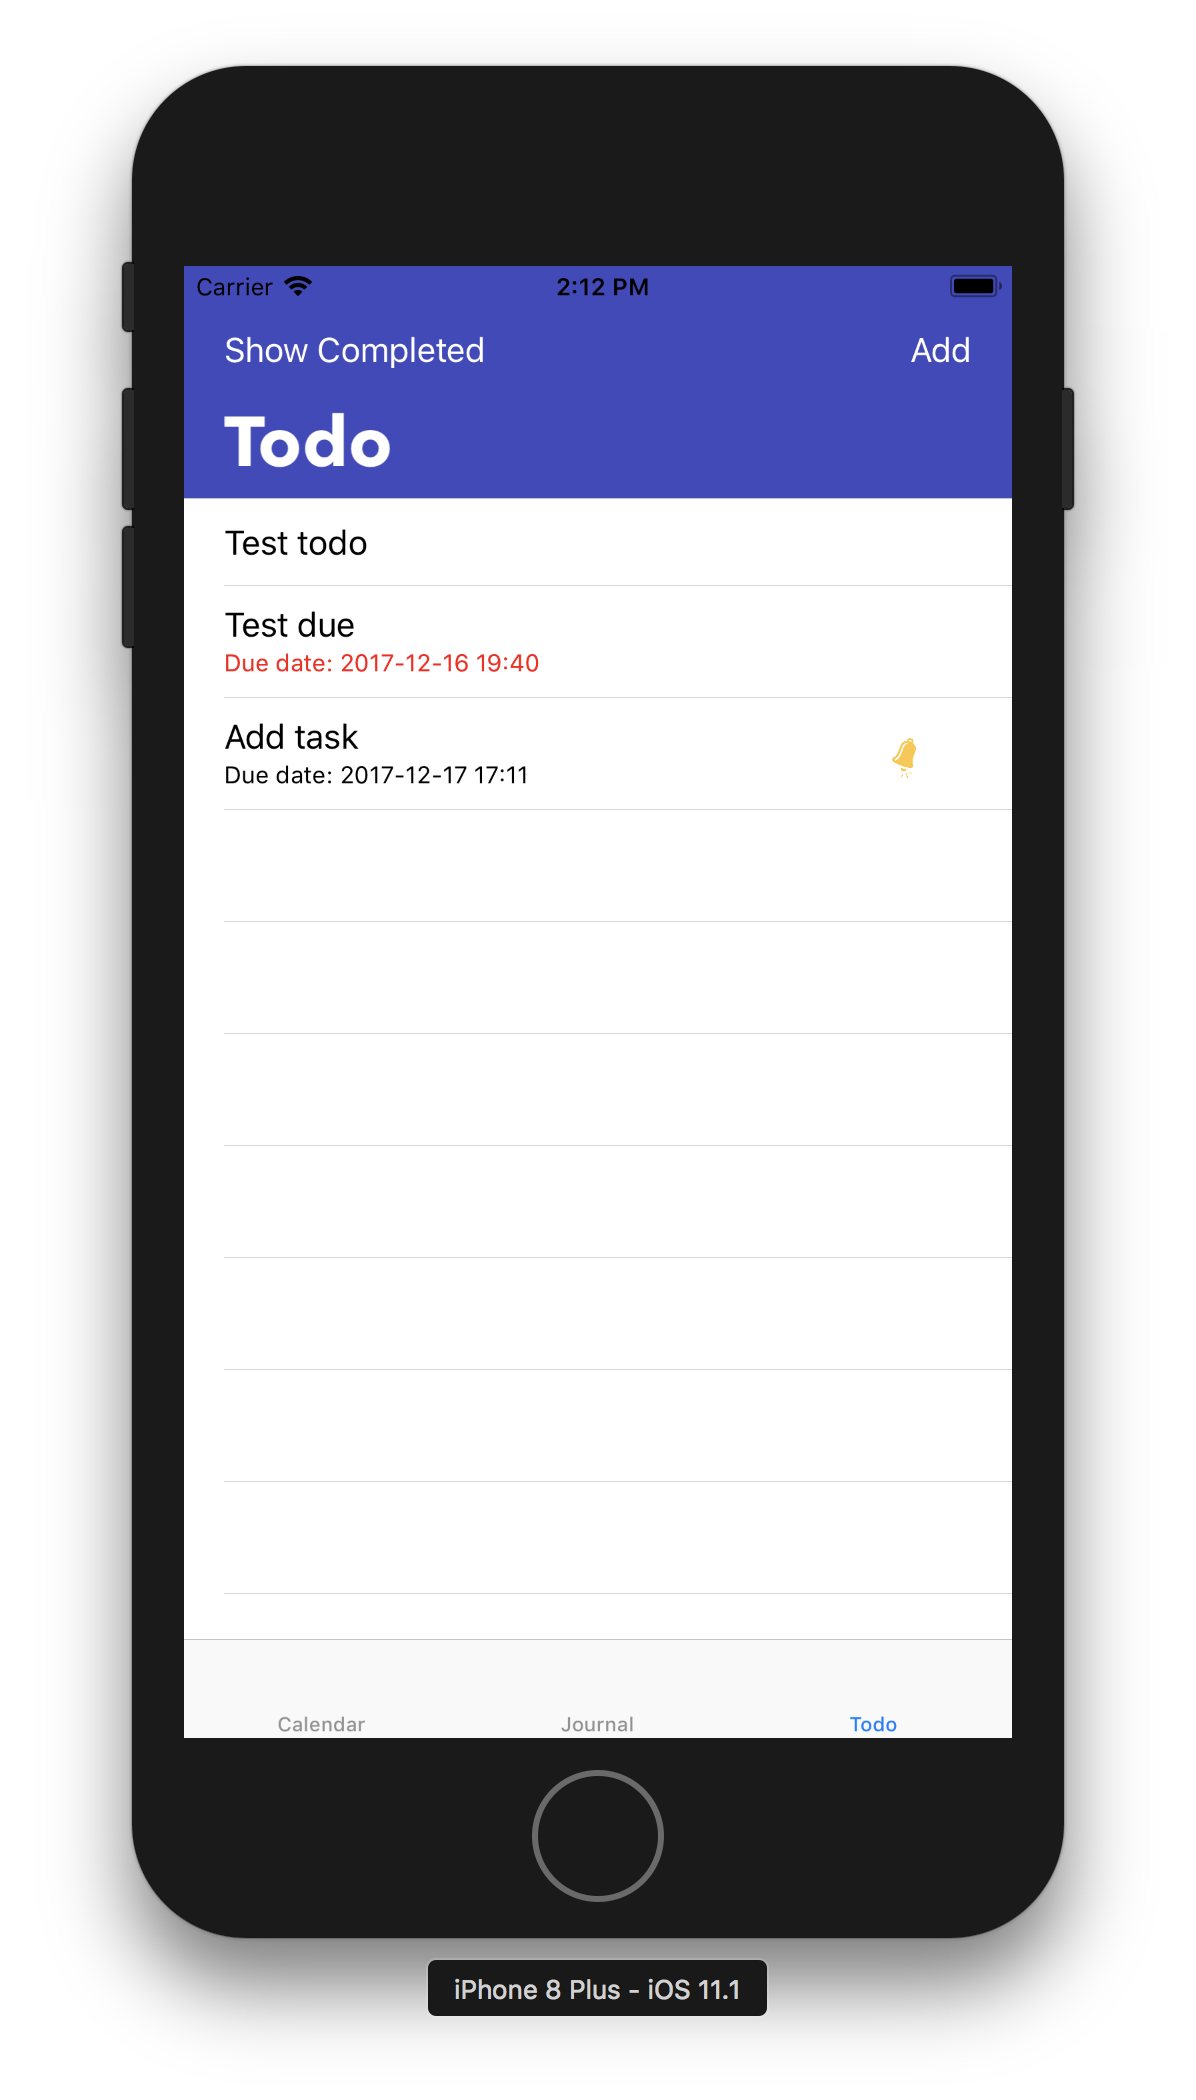 Carrier 2:12 PM
Show Completed Add
Todo
Test todo
Test due
Due date: 2017-12-16 19:40
Add task
Due date: 2017-12-17 17:11
Calendar Journal Todo
iPhone 8 Plus - iOS 11.1